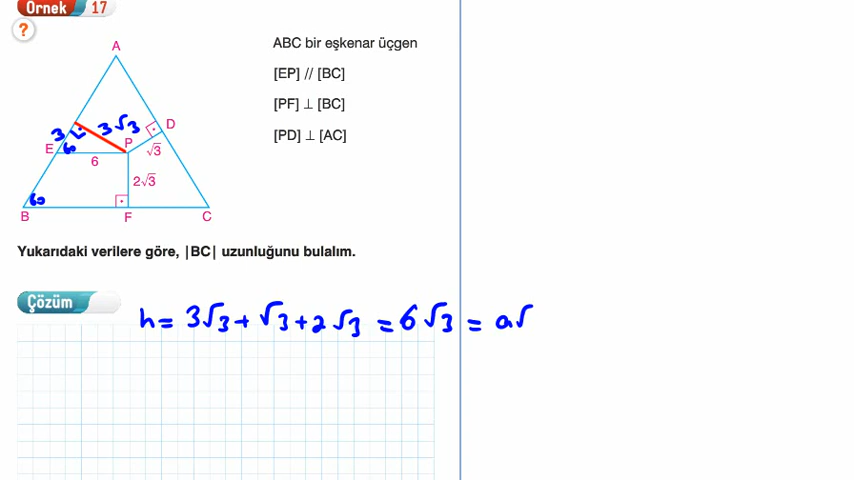 Örnek 17
?
ABC bir eşkenar üçgen
[EP] // [BC]
[PF] ⊥ [BC]
[PD] ⊥ [AC]
A
3
3√3
D
E
60
P
6
√3
2√3
60
B
F
C
Yukarıdaki verilere göre, |BC| uzunluğunu bulalım.
Çözüm
h = 3√3 + √3 + 2√3 = 6√3 = a√